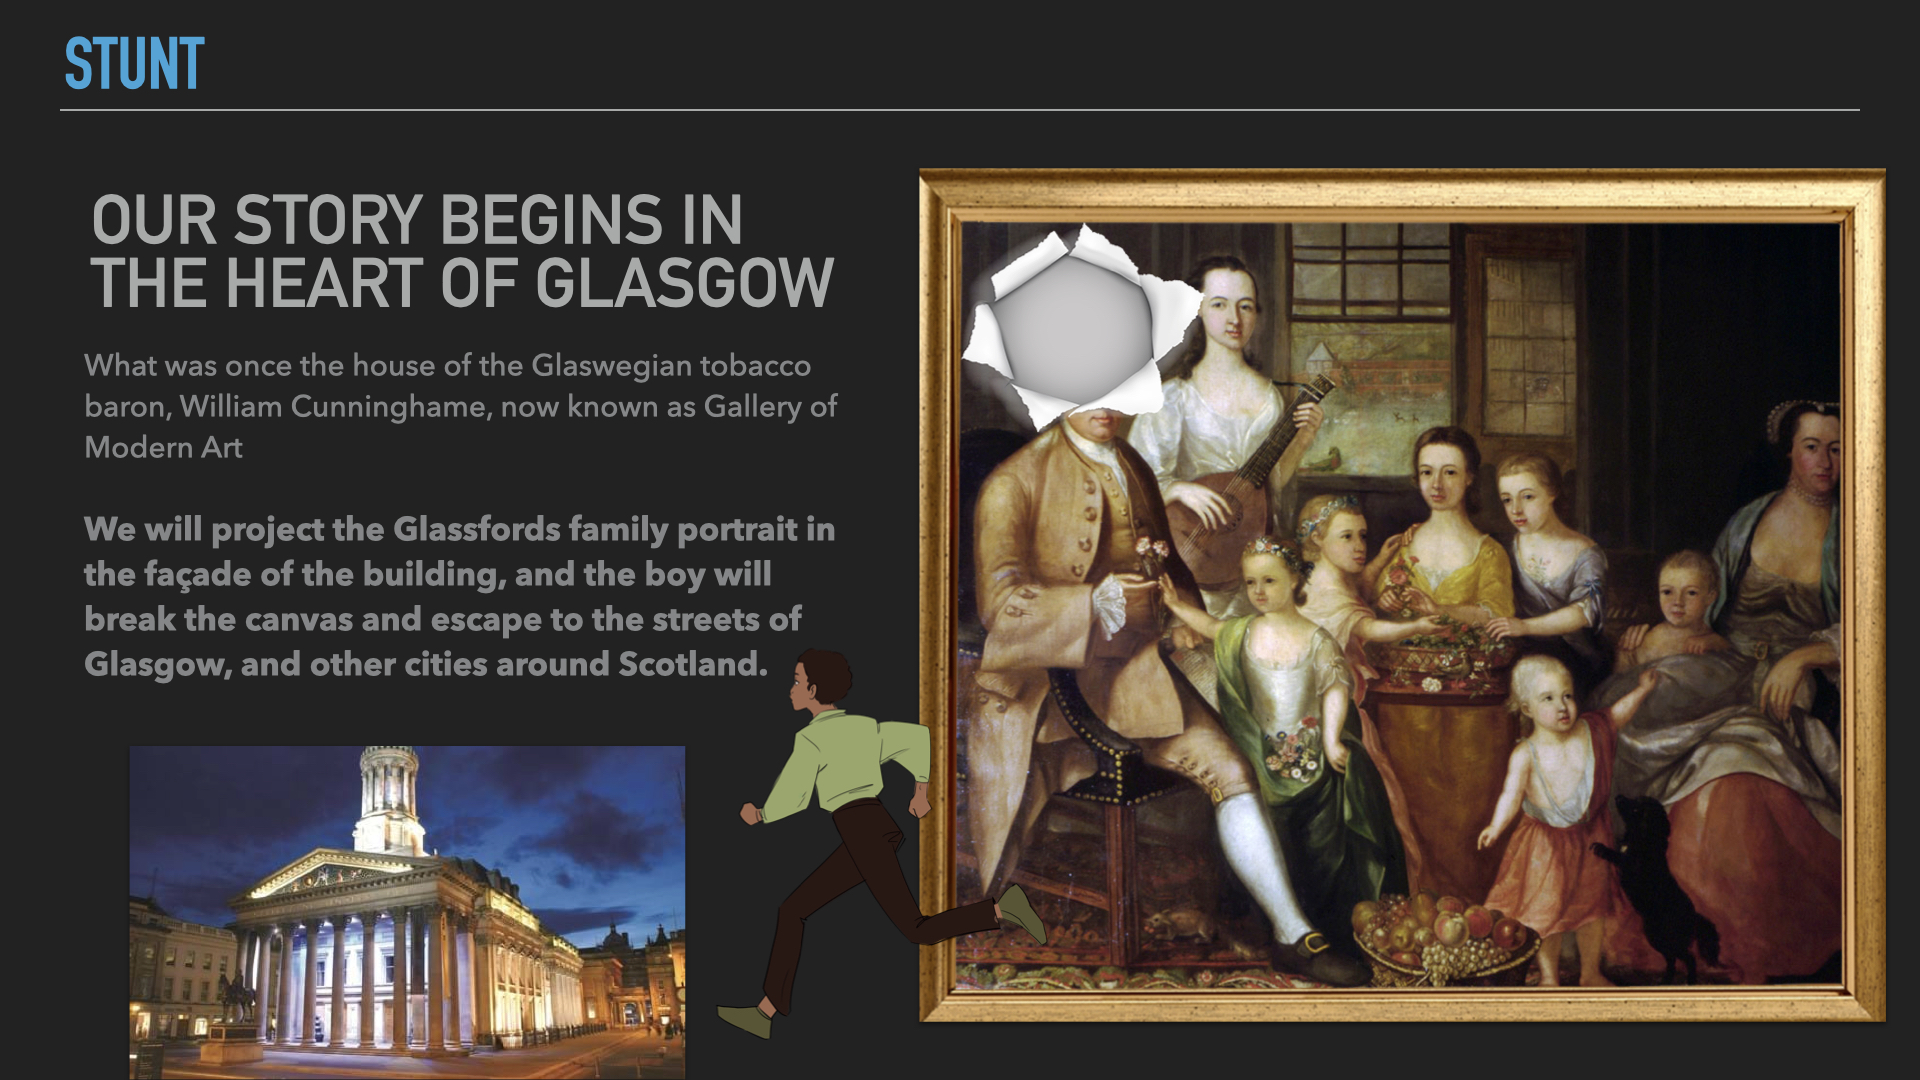 STUNT
OUR STORY BEGINS IN
THE HEART OF GLASGOW
What was once the house of the Glaswegian tobacco
baron, William Cunninghame, now known as Gallery of
Modern Art
We will project the Glassfords family portrait in
the façade of the building, and the boy will
break the canvas and escape to the streets of
Glasgow, and other cities around Scotland.